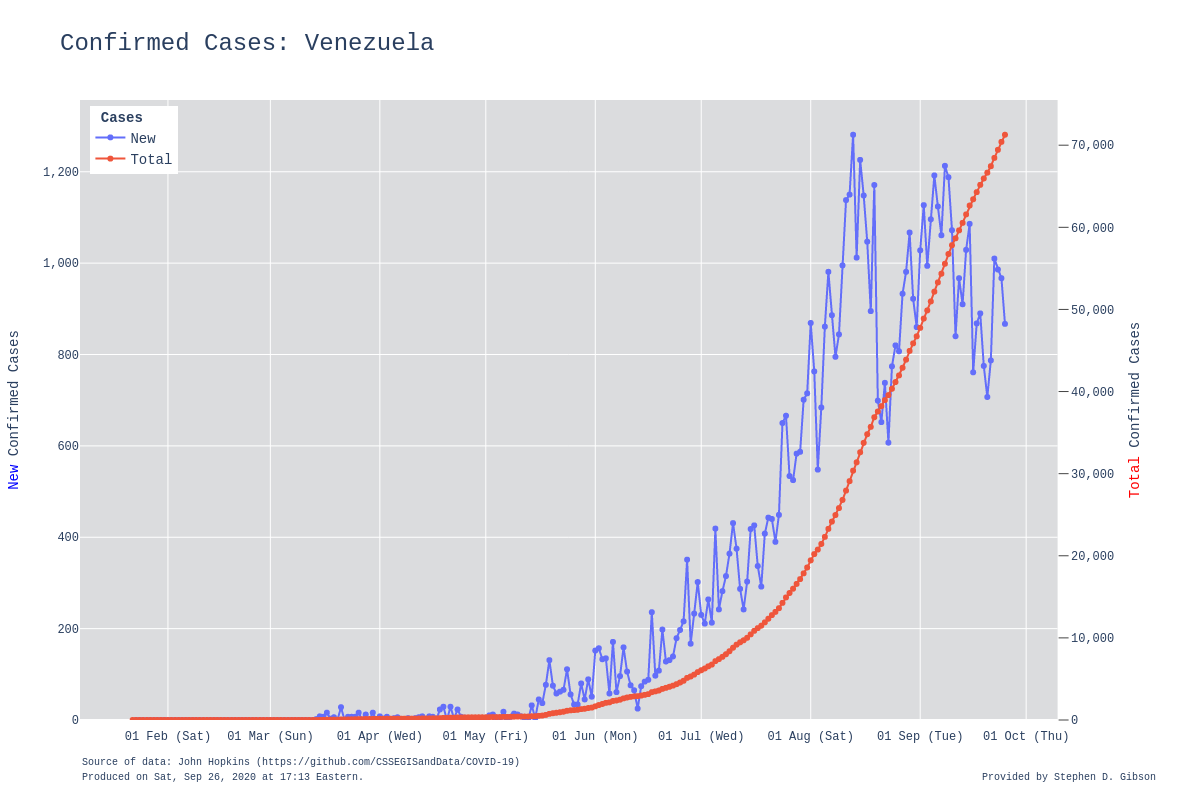 Confirmed Cases: Venezuela
Cases
New
Total
1,200
1,000
800
600
400
200
0
New Confirmed Cases
70,000
60,000
50,000
40,000
30,000
20,000
10,000
0
Total Confirmed Cases
01 Feb (Sat) 01 Mar (Sun) 01 Apr (Wed) 01 May (Fri) 01 Jun (Mon) 01 Jul (Wed) 01 Aug (Sat) 01 Sep (Tue) 01 Oct (Thu)
Source of data: John Hopkins (https://github.com/CSSEGISandData/COVID-19)
Produced on Sat, Sep 26, 2020 at 17:13 Eastern.
Provided by Stephen D. Gibson